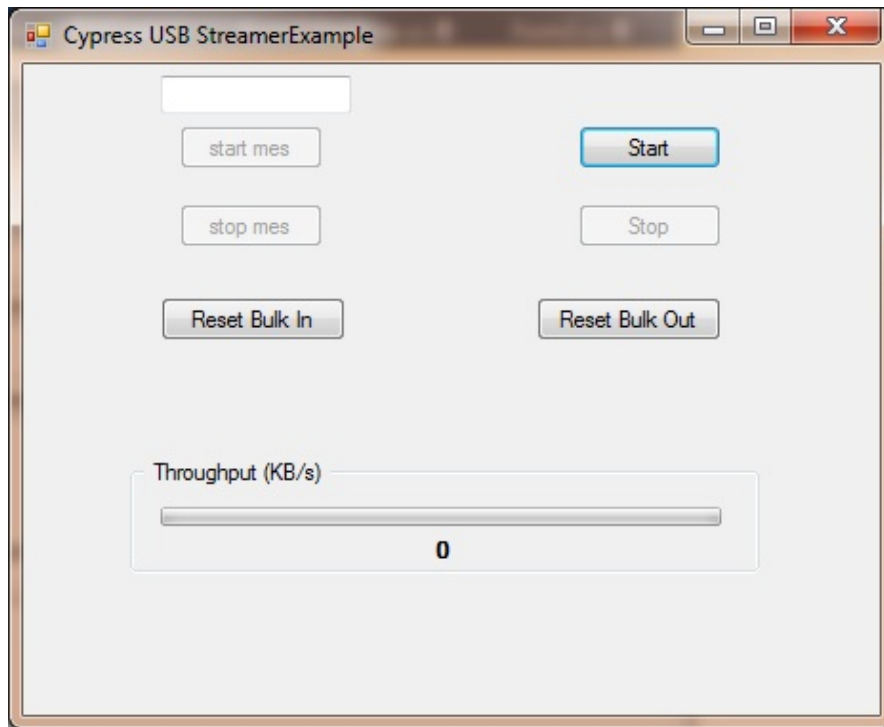 Cypress USB StreamerExample
start mes
Start
stop mes
Stop
Reset Bulk In
Reset Bulk Out
Throughput (KB/s)
0